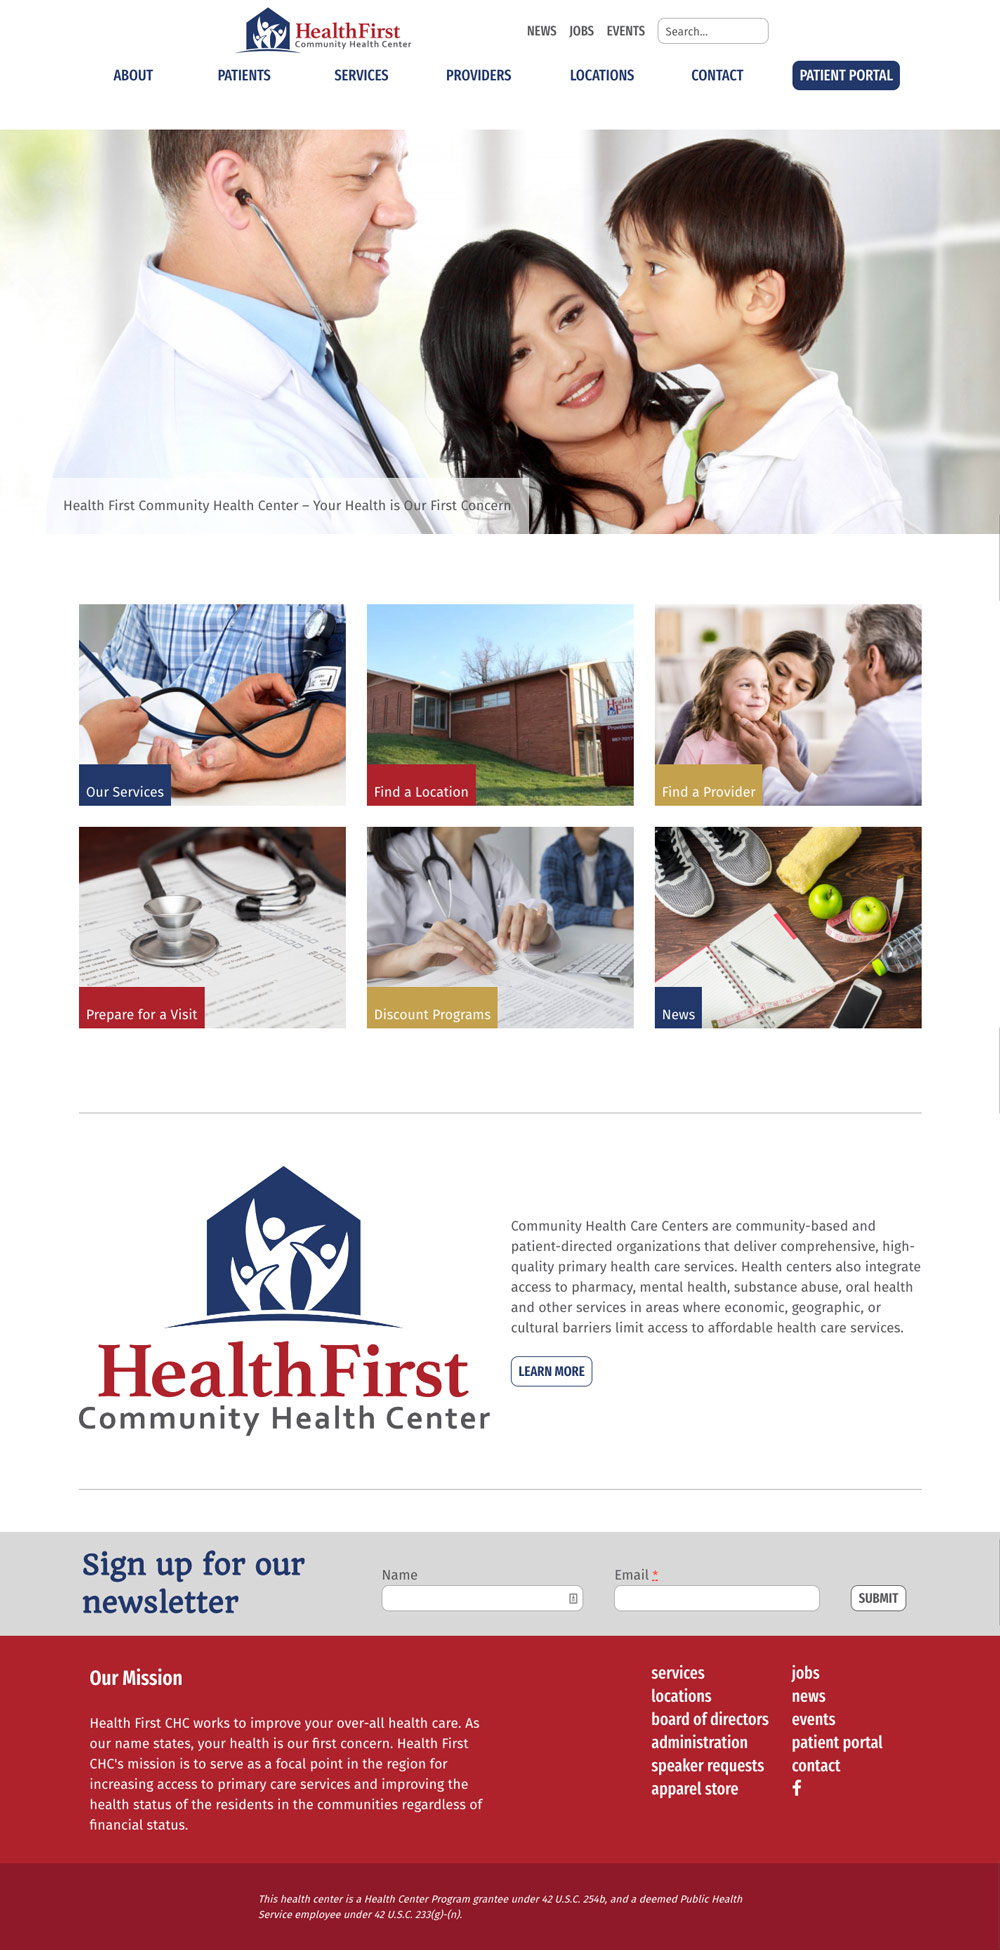 HealthFirst
Community Health Center
NEWS JOBS EVENTS Search...
ABOUT PATIENTS SERVICES PROVIDERS LOCATIONS CONTACT PATIENT PORTAL
Health First Community Health Center – Your Health is Our First Concern
Health
First
Our Services
Find a Location
Find a Provider
Prepare for a Visit
Discount Programs
News
HealthFirst
Community Health Center
Community Health Care Centers are community-based and
patient-directed organizations that deliver comprehensive, high-
quality primary health care services. Health centers also integrate
access to pharmacy, mental health, substance abuse, oral health
and other services in areas where economic, geographic, or
cultural barriers limit access to affordable health care services.
LEARN MORE
Sign up for our
newsletter
Name
Email *
SUBMIT
Our Mission
Health First CHC works to improve your over-all health care. As
our name states, your health is our first concern. Health First
CHC's mission is to serve as a focal point in the region for
increasing access to primary care services and improving the
health status of the residents in the communities regardless of
financial status.
services
locations
board of directors
administration
speaker requests
apparel store
jobs
news
events
patient portal
contact
This health center is a Health Center Program grantee under 42 U.S.C. 254b, and a deemed Public Health
Service employee under 42 U.S.C. 233(g)-(n).